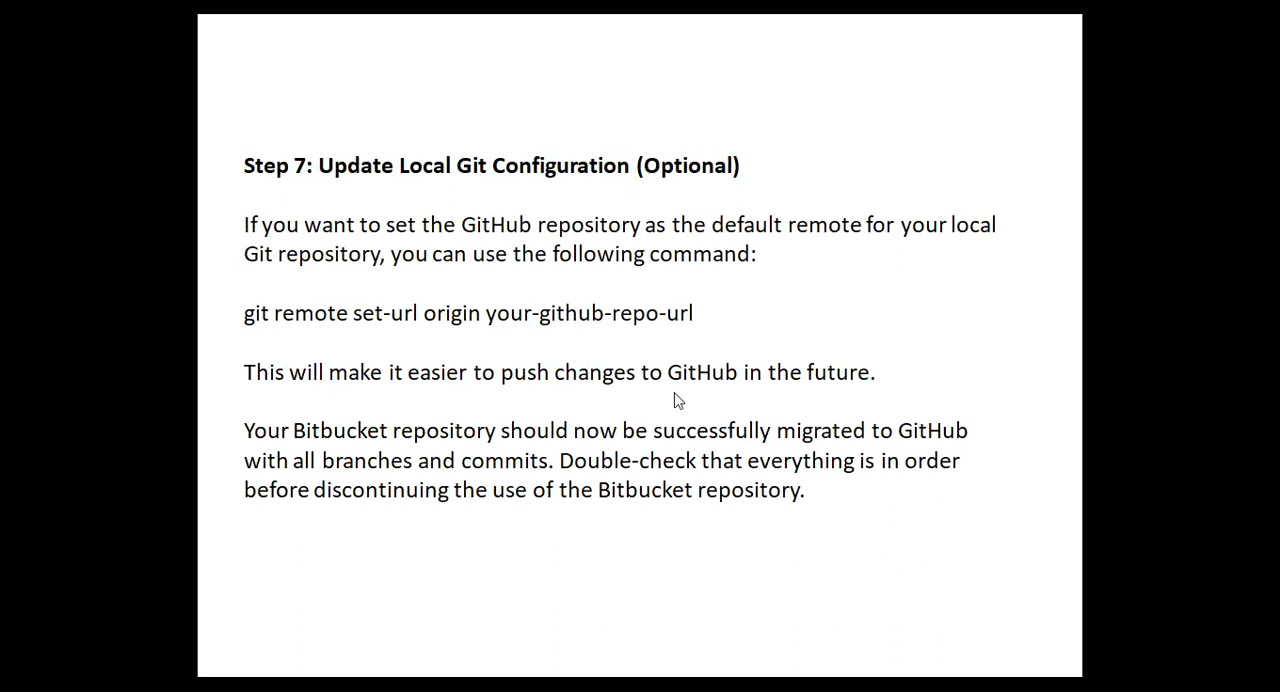 Step 7: Update Local Git Configuration (Optional)
If you want to set the GitHub repository as the default remote for your local
Git repository, you can use the following command:
git remote set-url origin your-github-repo-url
This will make it easier to push changes to GitHub in the future.
Your Bitbucket repository should now be successfully migrated to GitHub
with all branches and commits. Double-check that everything is in order
before discontinuing the use of the Bitbucket repository.